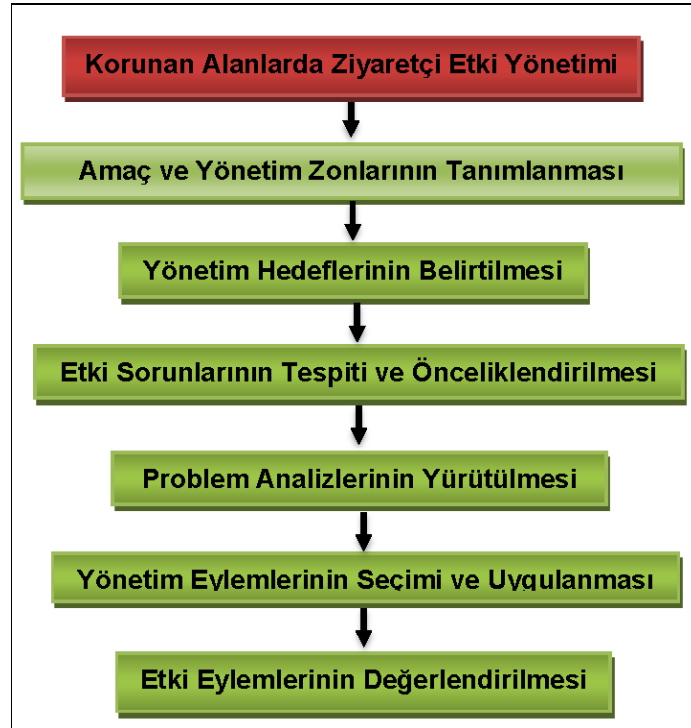 Korunan Alanlarda Ziyaretçi Etki Yönetimi
Amaç ve Yönetim Zonlarının Tanımlanması
Yönetim Hedeflerinin Belirtilmesi
Etki Sorunlarının Tespiti ve Önceliklendirilmesi
Problem Analizlerinin Yürütülmesi
Yönetim Eylemlerinin Seçimi ve Uygulanması
Etki Eylemlerinin Değerlendirilmesi